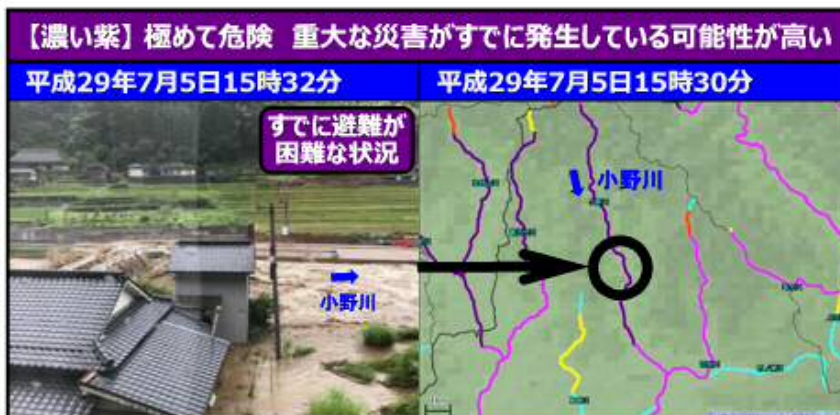 【濃い紫】極めて危険 重大な災害がすでに発生している可能性が高い
平成29年7月5日15時32分
平成29年7月5日15時30分
すでに避難が
困難な状況
小野川
小野川